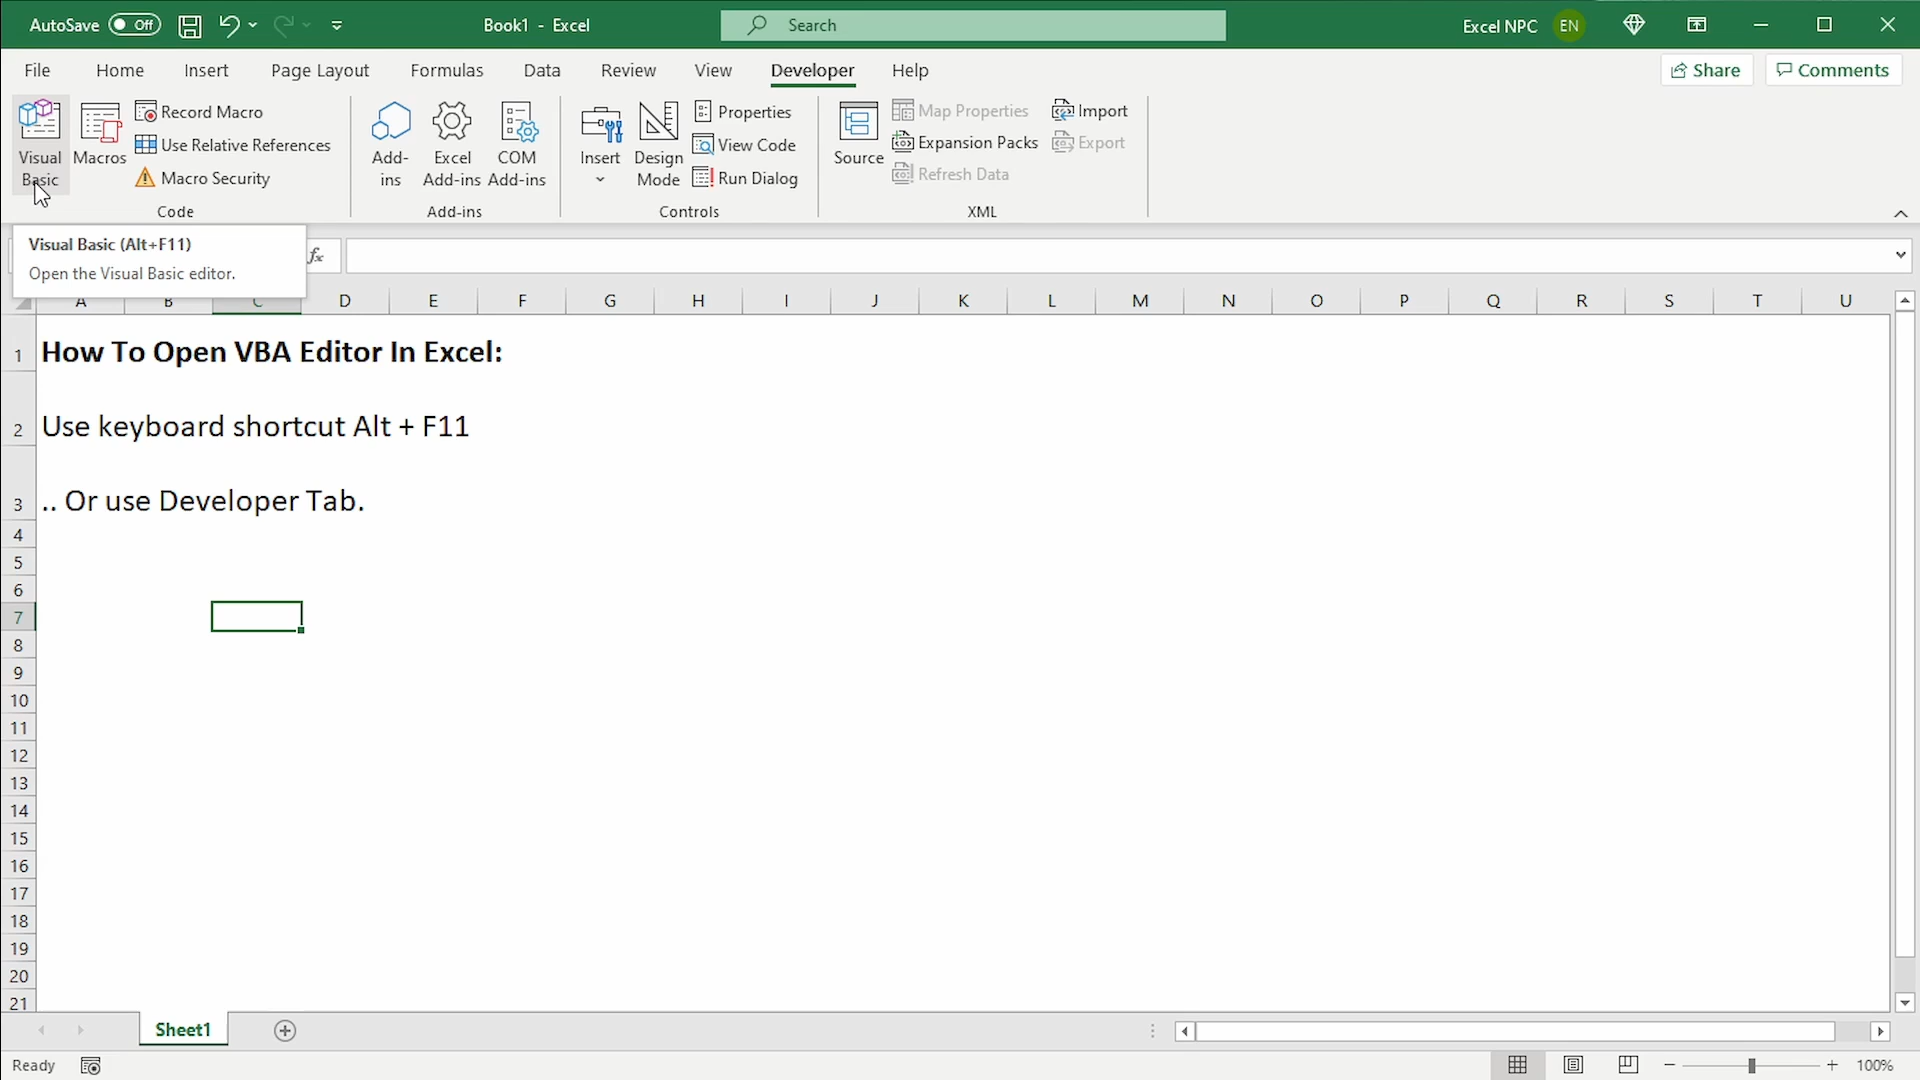 AutoSave Off Book1 - Excel Search Excel NPC EN
File Home Insert Page Layout Formulas Data Review View Developer Help Share Comments
Visual Basic
Macros
Record Macro
Use Relative References
Macro Security
Code
Add-ins
Excel Add-ins
COM Add-ins
Add-ins
Insert
Design Mode
Properties
View Code
Run Dialog
Controls
Source
Map Properties
Expansion Packs
Refresh Data
Import
Export
XML
Visual Basic (Alt+F11)
Open the Visual Basic editor.
fx
A B C D E F G H I J K L M N O P Q R S T U
1 How To Open VBA Editor In Excel:
2 Use keyboard shortcut Alt + F11
3 .. Or use Developer Tab.
4
5
6
7
8
9
10
11
12
13
14
15
16
17
18
19
20
21
Sheet1
Ready 100%